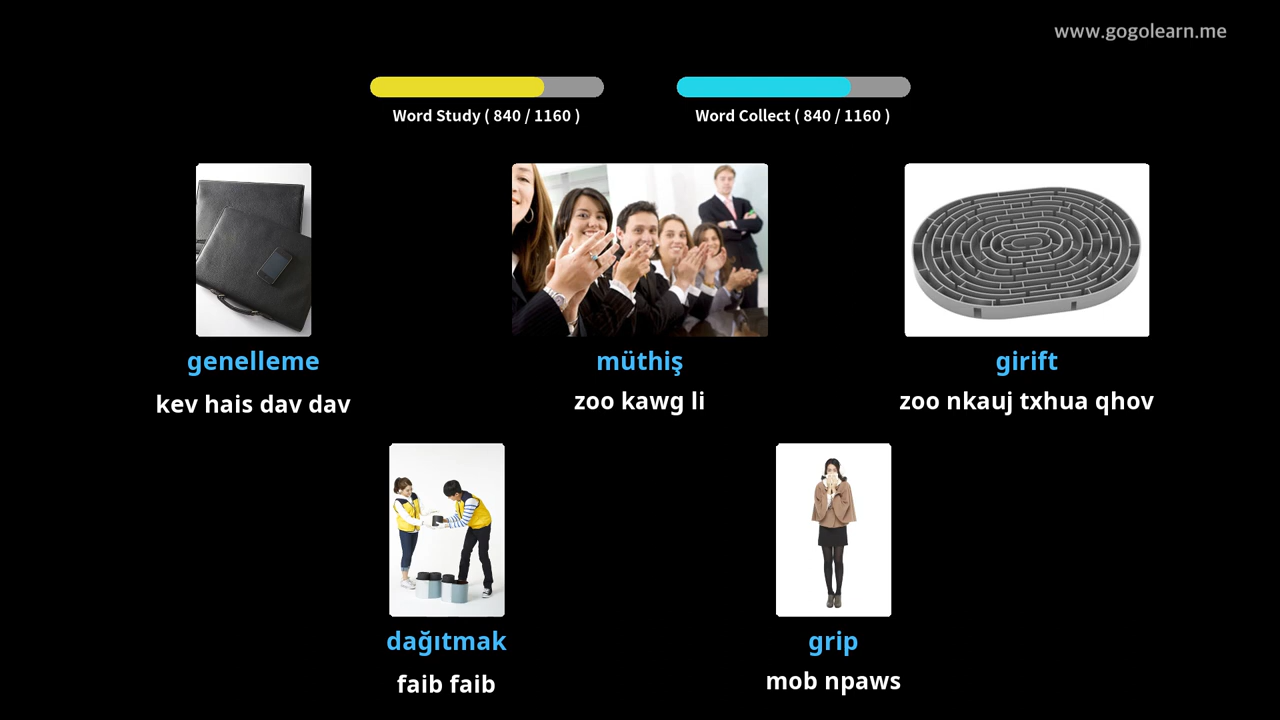 www.gogolearn.me
Word Study ( 840 / 1160 )
Word Collect ( 840 / 1160 )
genelleme
kev hais dav dav
müthiş
zoo kawg li
girift
zoo nkauj txhua qhov
dağıtmak
faib faib
grip
mob npaws